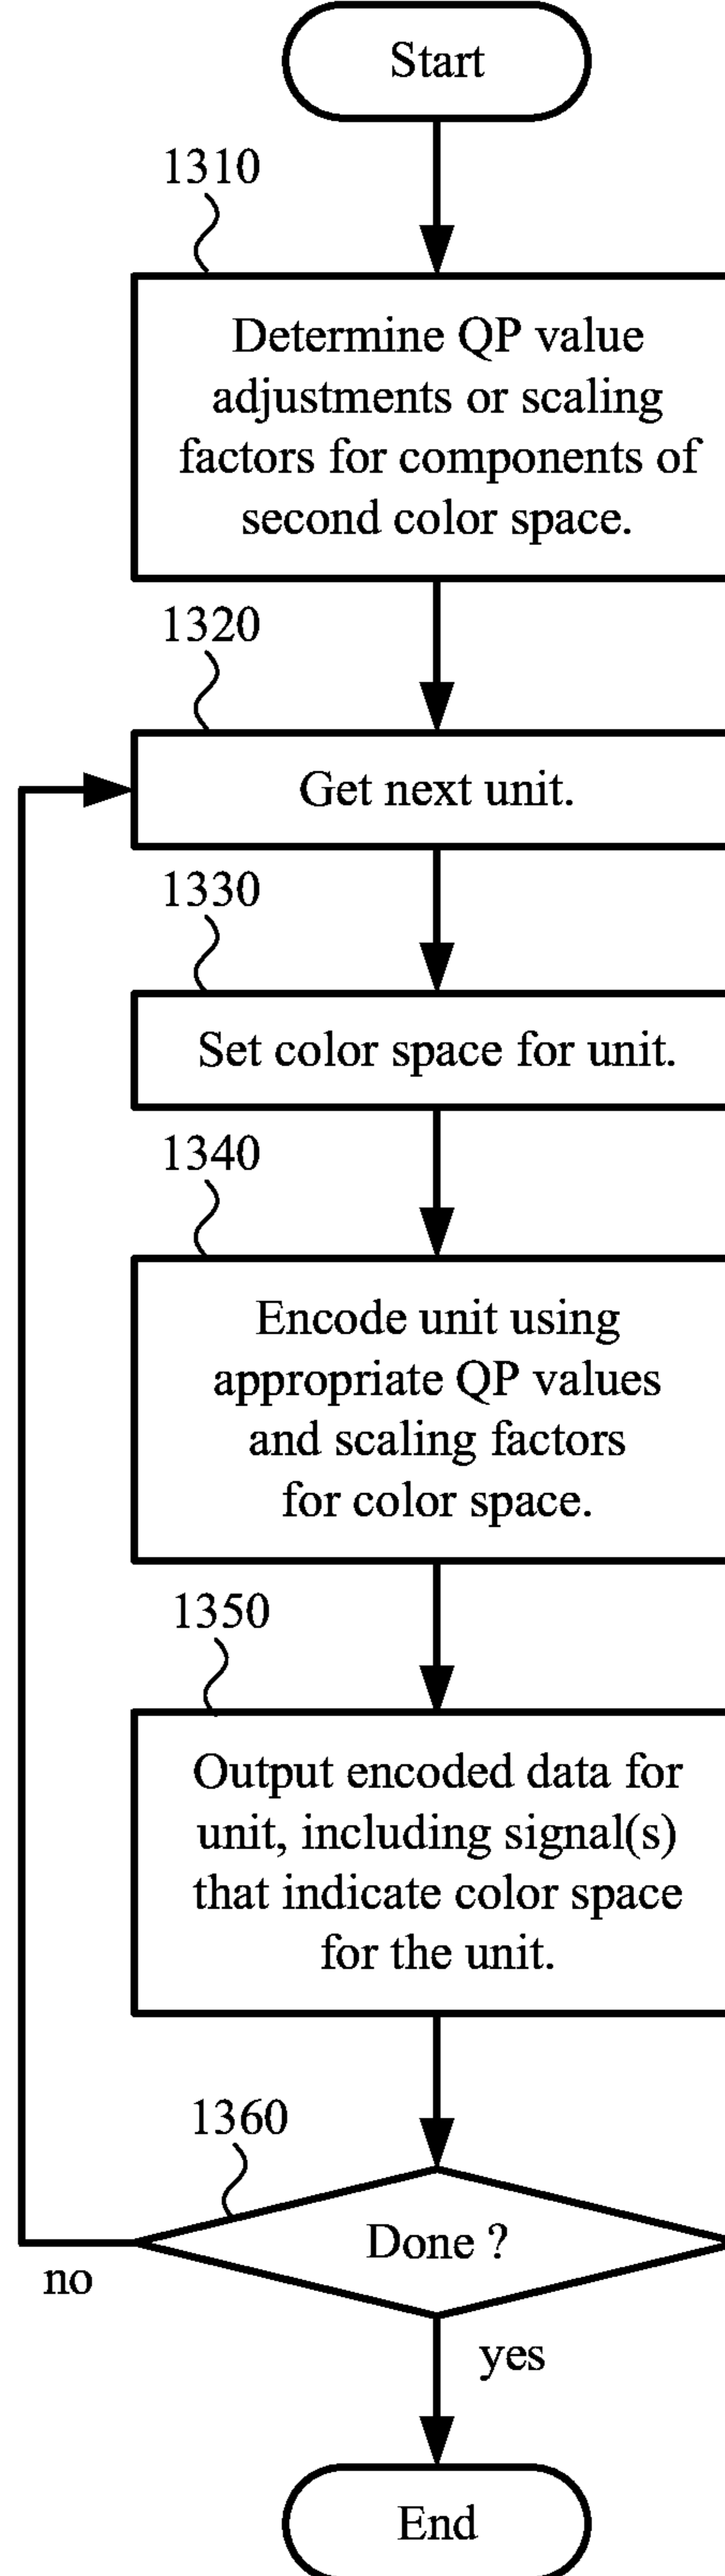 Start
1310
Determine QP value
adjustments or scaling
factors for components of
second color space.
1320
Get next unit.
1330
Set color space for unit.
1340
Encode unit using
appropriate QP values
and scaling factors
for color space.
1350
Output encoded data for
unit, including signal(s)
that indicate color space
for the unit.
1360
Done ?
no
yes
End